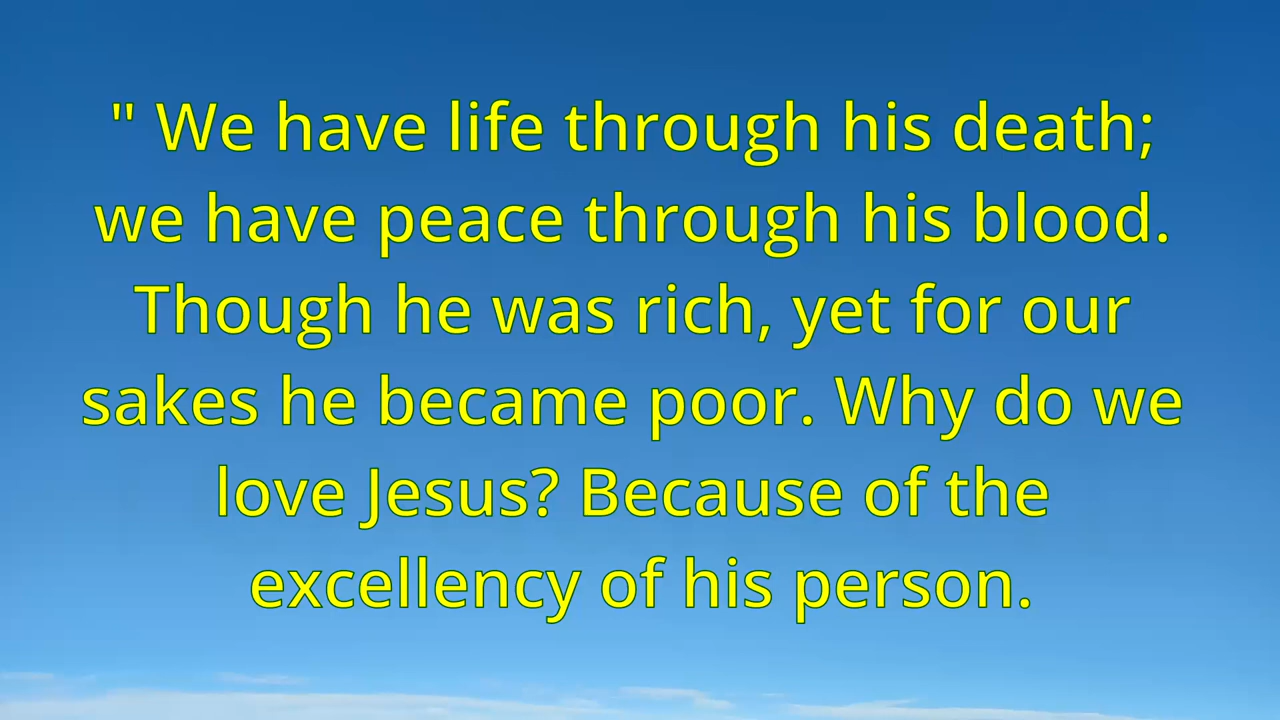 " We have life through his death;
we have peace through his blood.
Though he was rich, yet for our
sakes he became poor. Why do we
love Jesus? Because of the
excellency of his person.